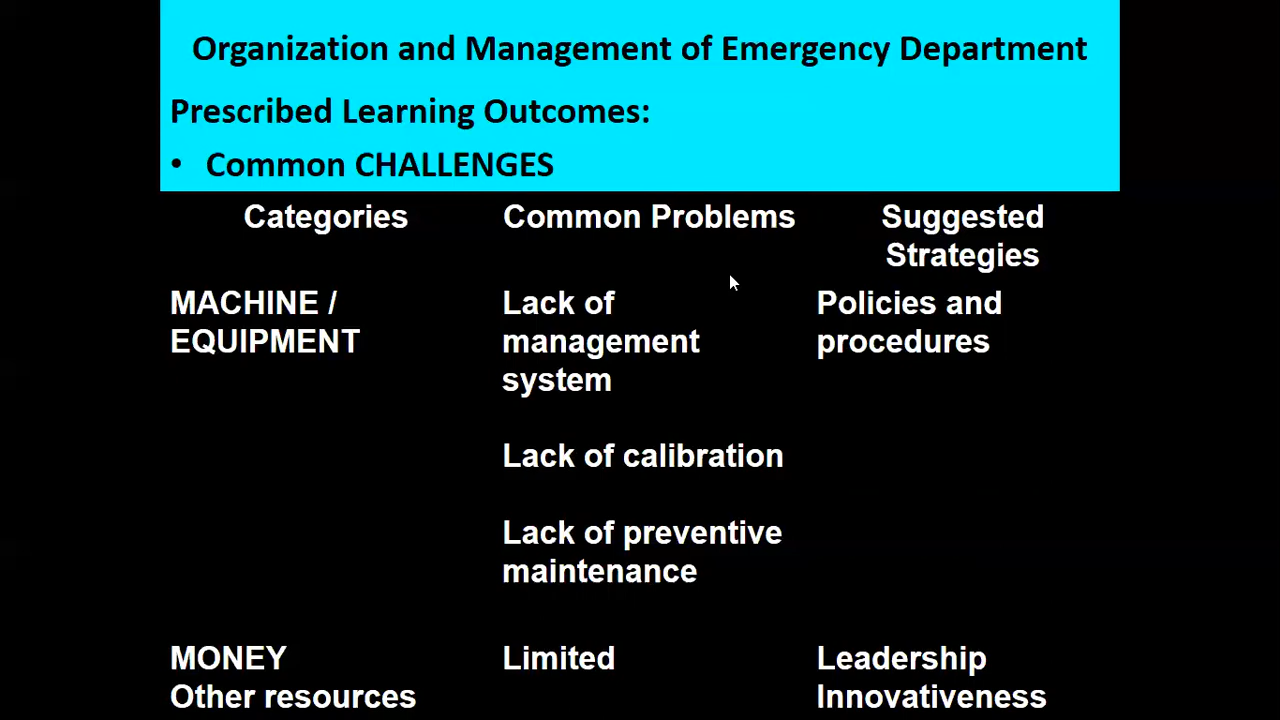 Organization and Management of Emergency Department
Prescribed Learning Outcomes:
• Common CHALLENGES
Categories Common Problems Suggested
Strategies
MACHINE / Lack of Policies and
EQUIPMENT management procedures
system
Lack of calibration
Lack of preventive
maintenance
MONEY Limited Leadership
Other resources Innovativeness